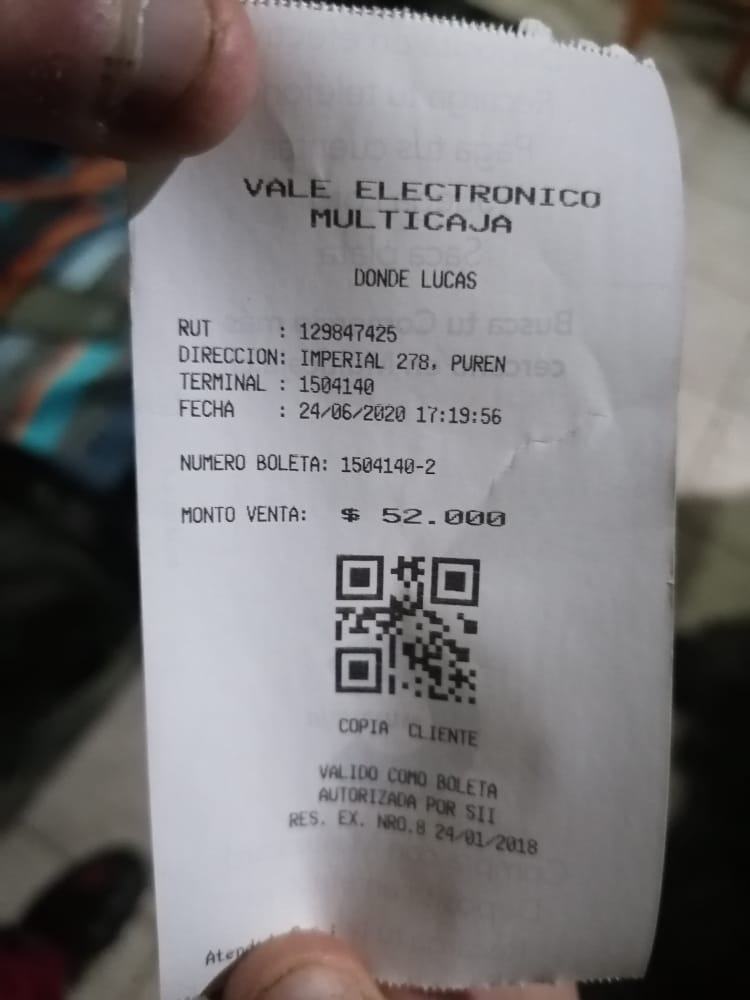 VALE ELECTRONICO
MULTICAJA
DONDE LUCAS
RUT : 129847425
DIRECCION: IMPERIAL 278, PUREN
TERMINAL : 1504140
FECHA : 24/06/2020 17:19:56
NUMERO BOLETA: 1504140-2
MONTO VENTA: $ 52.000
COPIA CLIENTE
VALIDO COMO BOLETA
AUTORIZADA POR SII
RES. EX. NRO.8 24/01/2018